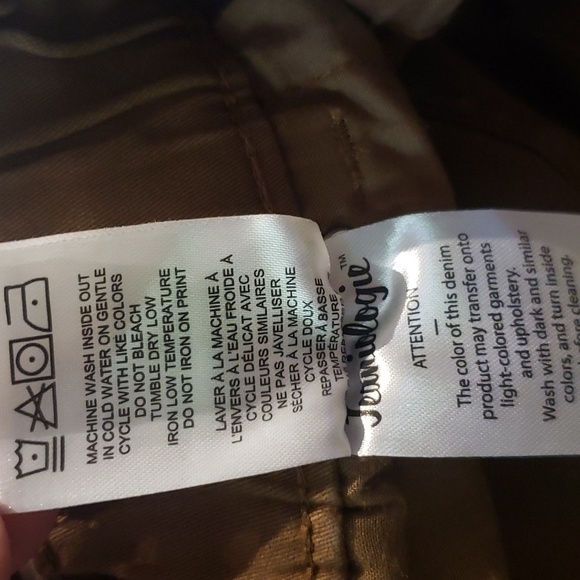 MACHINE WASH INSIDE OUT
IN COLD WATER ON GENTLE
CYCLE WITH LIKE COLORS
DO NOT BLEACH
TUMBLE DRY LOW
IRON LOW TEMPERATURE
DO NOT IRON ON PRINT
LAVER À LA MACHINE À
L'ENVERS À L'EAU FROIDE À
CYCLE DÉLICAT AVEC
COULEURS SIMILAIRES
NE PAS JAVELLISER
SÉCHER À LA MACHINE
CYCLE DOUX
REPASSER À BASSE
TEMPÉRATURE
Jeaniologie™
ATTENTION
—
The color of this denim
product may transfer onto
light-colored garments
and upholstery.
Wash with dark and similar
colors, and turn inside